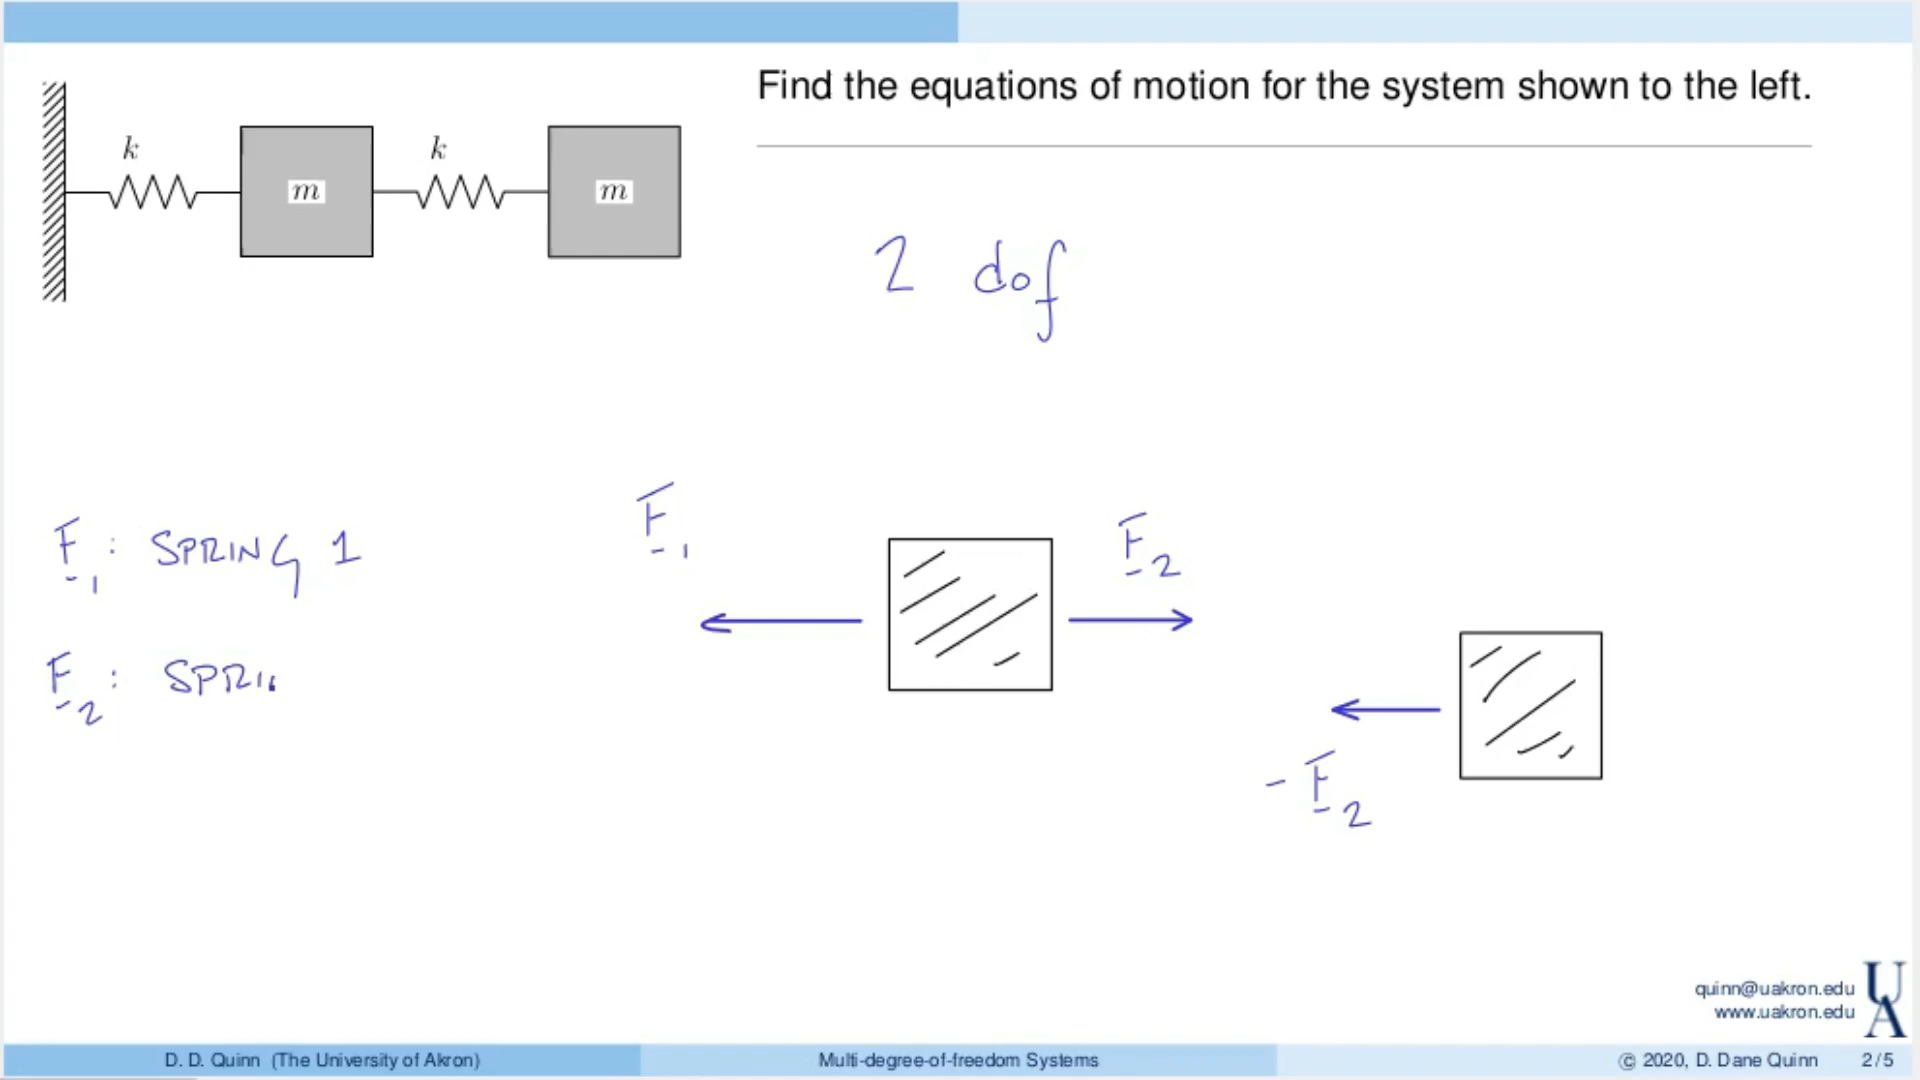 Find the equations of motion for the system shown to the left.
k
k
m
m
2 dof
F1
F2
F1 : SPRING 1
F2 : SPRI
-F2
quinn@uakron.edu
www.uakron.edu
UA
D. D. Quinn (The University of Akron)
Multi-degree-of-freedom Systems
© 2020, D. Dane Quinn
2/5